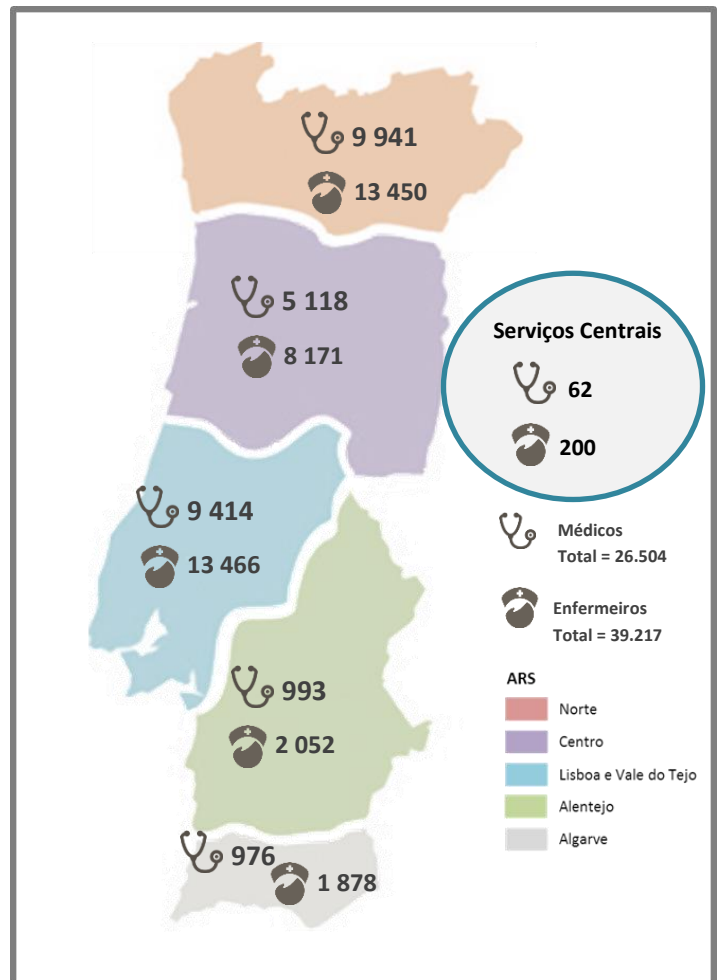 9 941
13 450
5 118
8 171
Serviços Centrais
62
200
9 414
13 466
Médicos
Total = 26.504
Enfermeiros
Total = 39.217
993
2 052
ARS
Norte
Centro
Lisboa e Vale do Tejo
Alentejo
Algarve
976
1 878